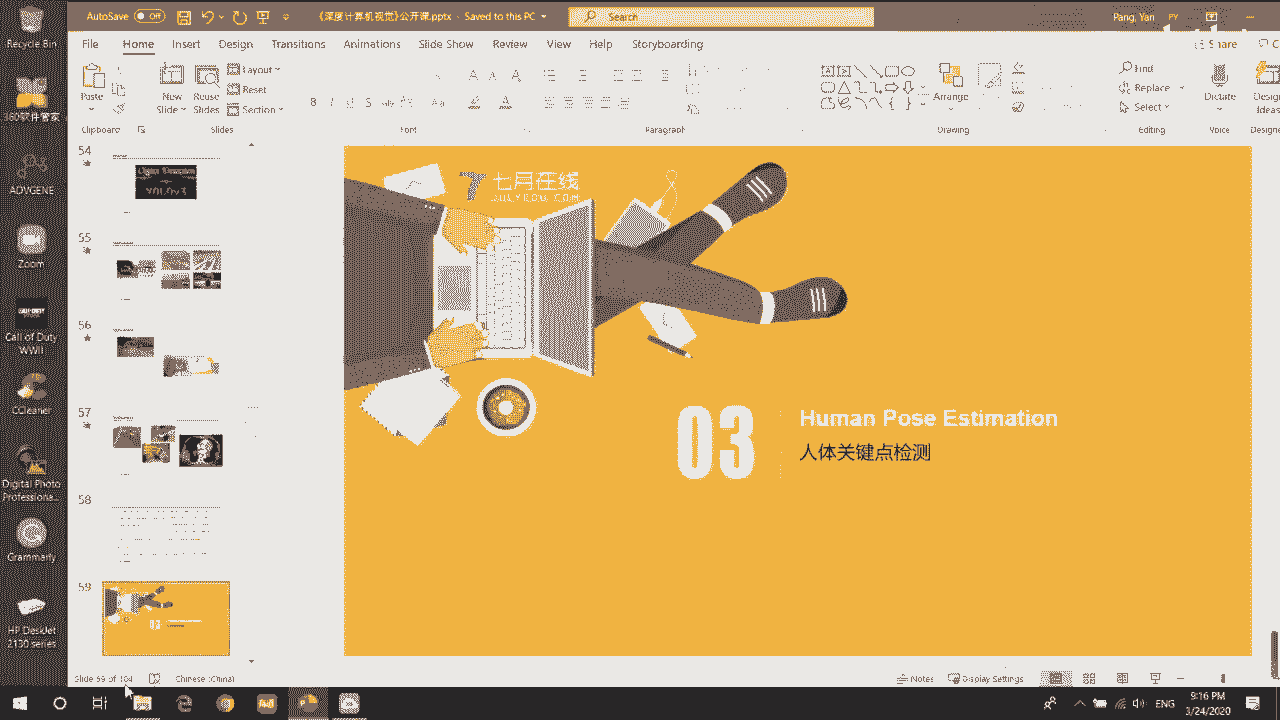 AutoSave Off 《深度计算机视觉》公开课.pptx - Saved to this PC Search Pang, Yan PY
File Home Insert Design Transitions Animations Slide Show Review View Help Storyboarding Share
Paste New Slide Reuse Slides Layout Reset Section Arrange Find Replace Select Dictate Design Ideas
Clipboard Slides Font Paragraph Drawing Editing Voice Designer
Recycle Bin
360软件管家
ADVGENE
Zoom
Call of Duty WWII
CCleaner
Digital Photo Professiona...
Grammarly
HP DeskJet 2130 series
54
YOLOv3
55
56
57
58
59
七月在线
JULYEDU.COM
03
Human Pose Estimation
人体关键点检测
Slide 59 of 104 Chinese (China) Notes Display Settings
ENG 9:16 PM
3/24/2020